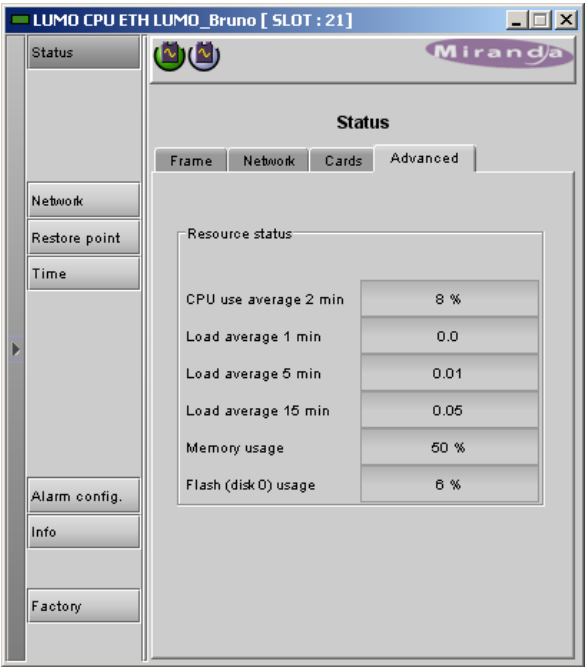 LUMO CPU ETH LUMO_Bruno [ SLOT : 21]
Status
Miranda
Status
Frame Network Cards Advanced
Network
Restore point
Time
Resource status
CPU use average 2 min 8 %
Load average 1 min 0.0
Load average 5 min 0.01
Load average 15 min 0.05
Memory usage 50 %
Flash (disk 0) usage 6 %
Alarm config.
Info
Factory